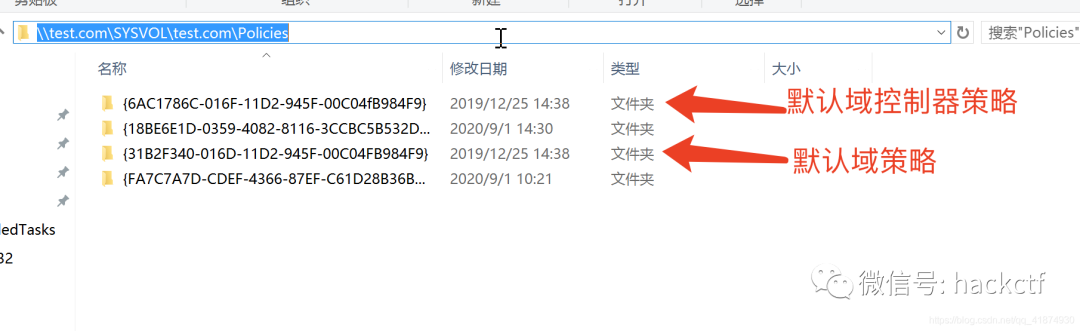 剪贴板 组织 新建 打开 选择
\\test.com\SYSVOL\test.com\Policies 搜索"Policies"
名称 修改日期 类型 大小
{6AC1786C-016F-11D2-945F-00C04fB984F9} 2019/12/25 14:38 文件夹 默认域控制器策略
{18BE6E1D-0359-4082-8116-3CCBC5B532D... 2020/9/1 14:30 文件夹
{31B2F340-016D-11D2-945F-00C04FB984F9} 2019/12/25 14:38 文件夹 默认域策略
{FA7C7A7D-CDEF-4366-87EF-C61D28B36B... 2020/9/1 10:21 文件夹
ledTasks
32
微信号: hackctf